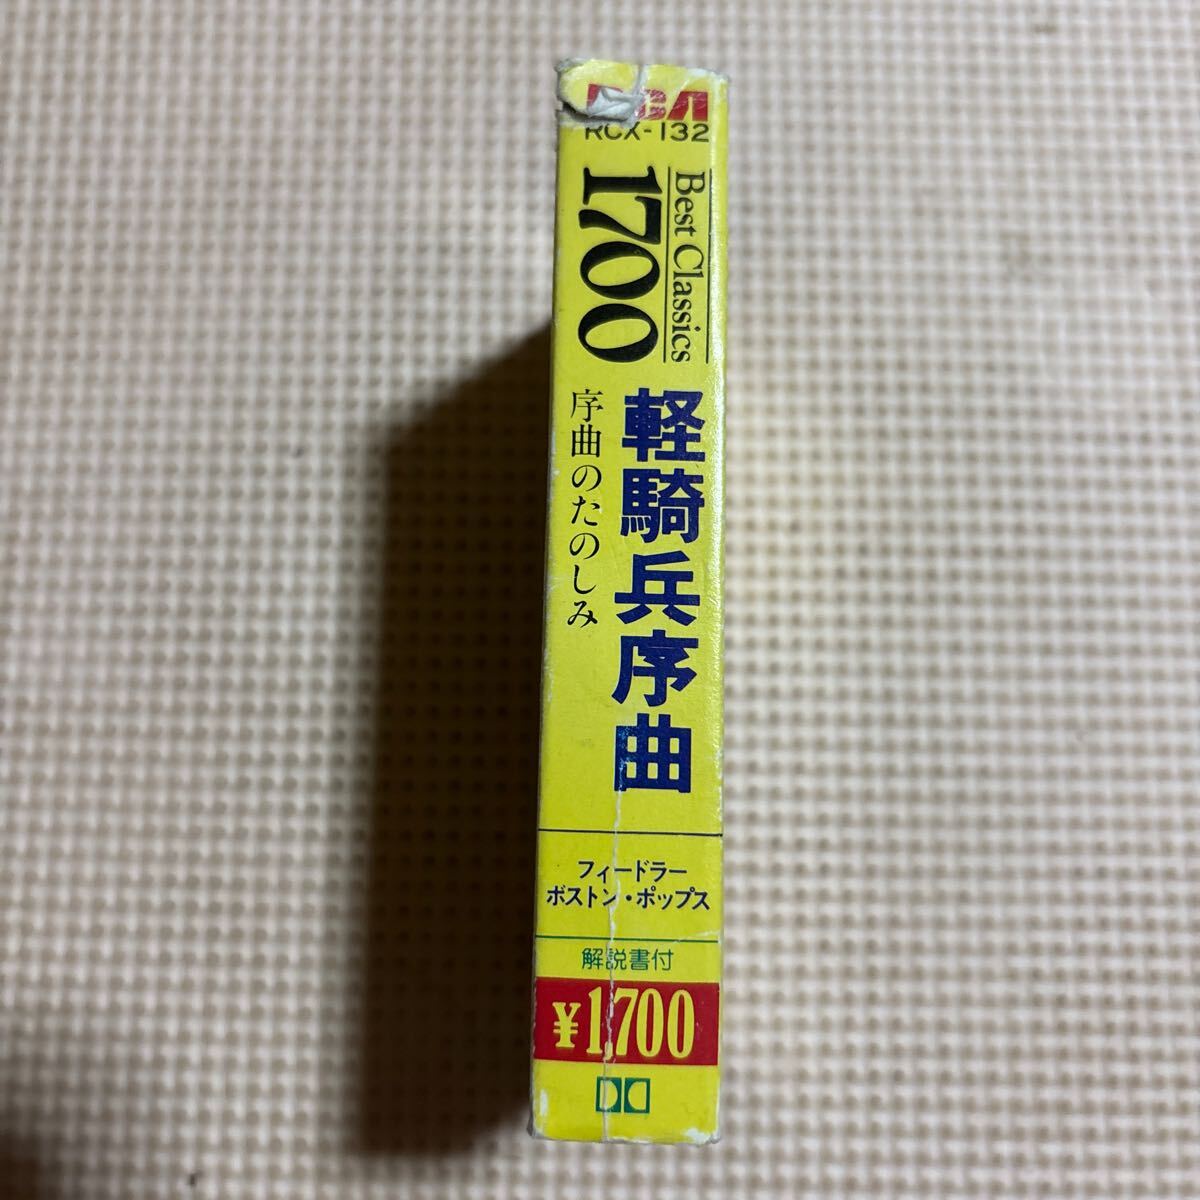 RCA
RCX-132
Best Classics
1700
軽騎兵序曲
序曲のたのしみ
フィードラー
ボストン・ポップス
解説書付
¥1,700